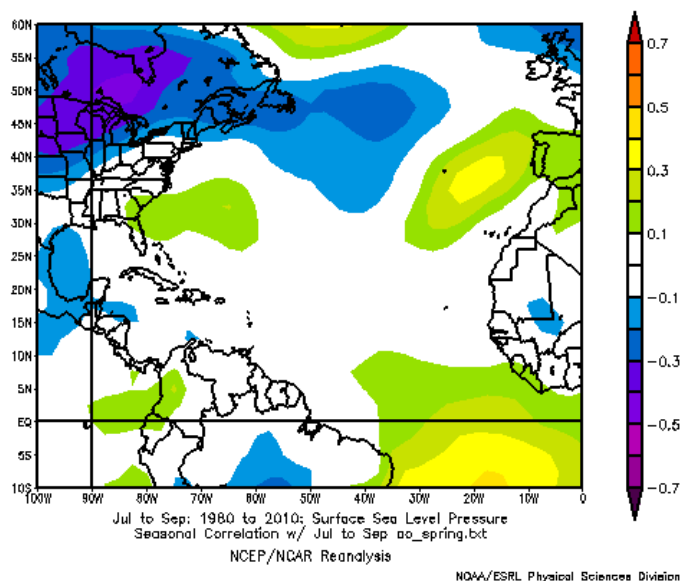 60N
55N
50N
45N
40N
35N
30N
25N
20N
15N
10N
5N
EQ
5S
10S
100W 90W 80W 70W 60W 50W 40W 30W 20W 10W 0
0.7
0.5
0.3
0.1
−0.1
−0.3
−0.5
−0.7
Jul to Sep: 1980 to 2010: Surface Sea Level Pressure
Seasonal Correlation w/ Jul to Sep ao_spring.txt
NCEP/NCAR Reanalysis
NOAA/ESRL Physical Sciences Division